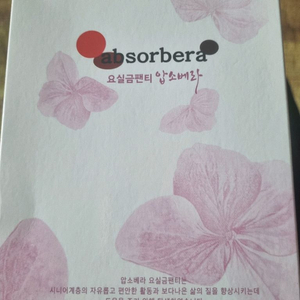 absorbera
요실금팬티 압소베라
압소베라 요실금팬티은
시니어계층의 자유롭고 편안한 활동과 보다나은 삶의 질을 향상시키는데